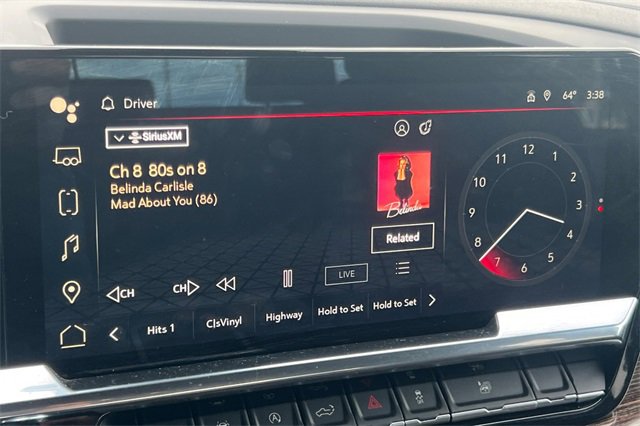 Driver
64° 3:38
SiriusXM
Ch 8 80s on 8
Belinda Carlisle
Mad About You (86)
Belinda
Related
CH CH LIVE
Hits 1 ClsVinyl Highway Hold to Set Hold to Set
12
11 1
10 2
9 3
8 4
7 5
6